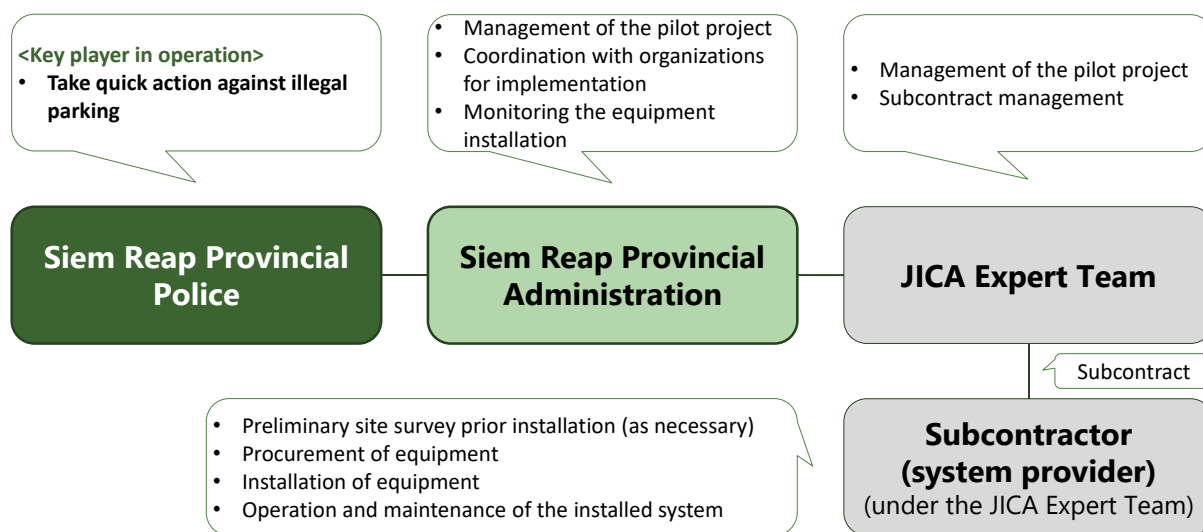 <Key player in operation>
• Take quick action against illegal
parking
• Management of the pilot project
• Coordination with organizations
for implementation
• Monitoring the equipment
installation
• Management of the pilot project
• Subcontract management
Siem Reap Provincial
Police
Siem Reap Provincial
Administration
JICA Expert Team
Subcontract
• Preliminary site survey prior installation (as necessary)
• Procurement of equipment
• Installation of equipment
• Operation and maintenance of the installed system
Subcontractor
(system provider)
(under the JICA Expert Team)